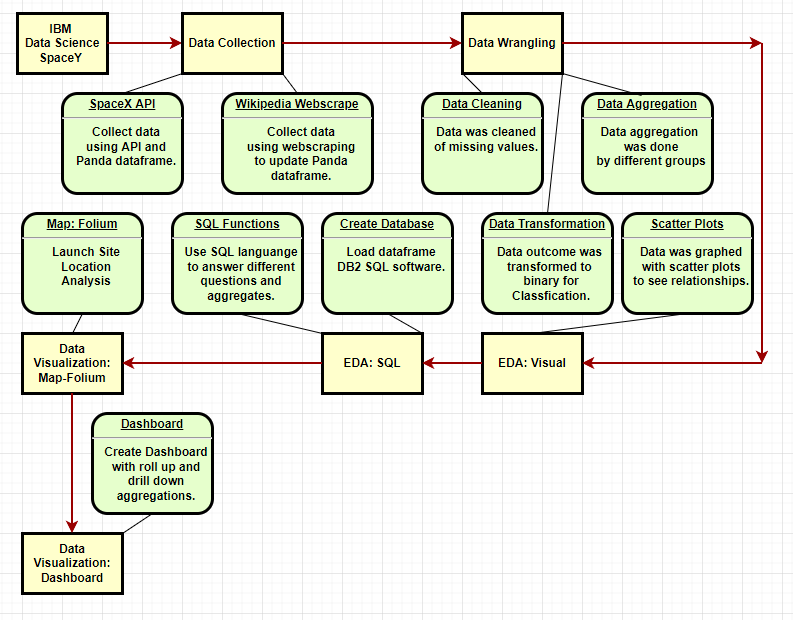 IBM
Data Science
SpaceY
Data Collection
Data Wrangling
SpaceX API
Collect data
using API and
Panda dataframe.
Wikipedia Webscrape
Collect data
using webscraping
to update Panda
dataframe.
Data Cleaning
Data was cleaned
of missing values.
Data Aggregation
Data aggregation
was done
by different groups
Map: Folium
Launch Site
Location
Analysis
SQL Functions
Use SQL languange
to answer different
questions and
aggregates.
Create Database
Load dataframe
DB2 SQL software.
Data Transformation
Data outcome was
transformed to
binary for
Classfication.
Scatter Plots
Data was graphed
with scatter plots
to see relationships.
Data
Visualization:
Map-Folium
EDA: SQL
EDA: Visual
Dashboard
Create Dashboard
with roll up and
drill down
aggregations.
Data
Visualization:
Dashboard